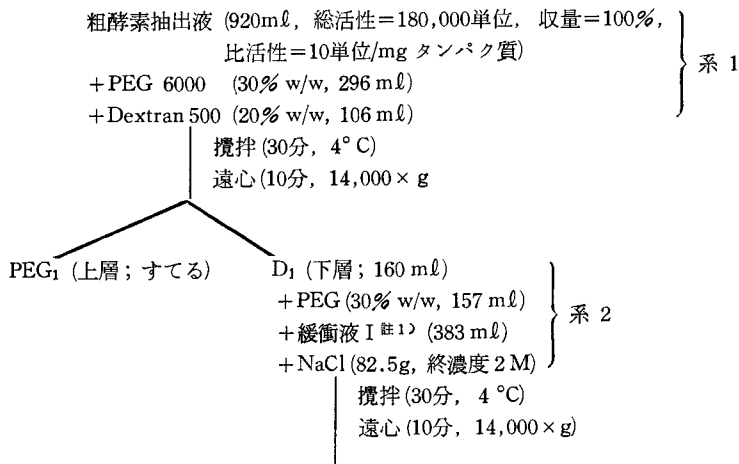 粗酵素抽出液 (920mℓ, 総活性=180,000単位, 収量=100%,
比活性=10単位/mg タンパク質)
+PEG 6000 (30% w/w, 296 mℓ)
+Dextran 500 (20% w/w, 106 mℓ)
系 1
攪拌 (30分, 4°C)
遠心 (10分, 14,000×g
PEG₁ (上層; すてる)
D₁ (下層; 160 mℓ)
+PEG (30% w/w, 157 mℓ)
+緩衝液 I 註1) (383 mℓ)
+NaCl (82.5g, 終濃度 2 M)
系 2
攪拌 (30分, 4 °C)
遠心 (10分, 14,000×g)